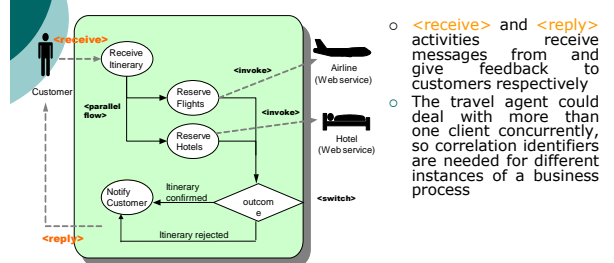 <receive>
Receive
Itinerary
Customer
<parallel
flow>
Reserve
Flights
<invoke>
Airline
(Web service)
Reserve
Hotels
<invoke>
Hotel
(Web service)
Notify
Customer
Itinerary
confirmed
outcom
e
<switch>
Itinerary rejected
<reply>
<receive> and <reply>
activities receive
messages from and
give feedback to
customers respectively
The travel agent could
deal with more than
one client concurrently,
so correlation identifiers
are needed for different
instances of a business
process